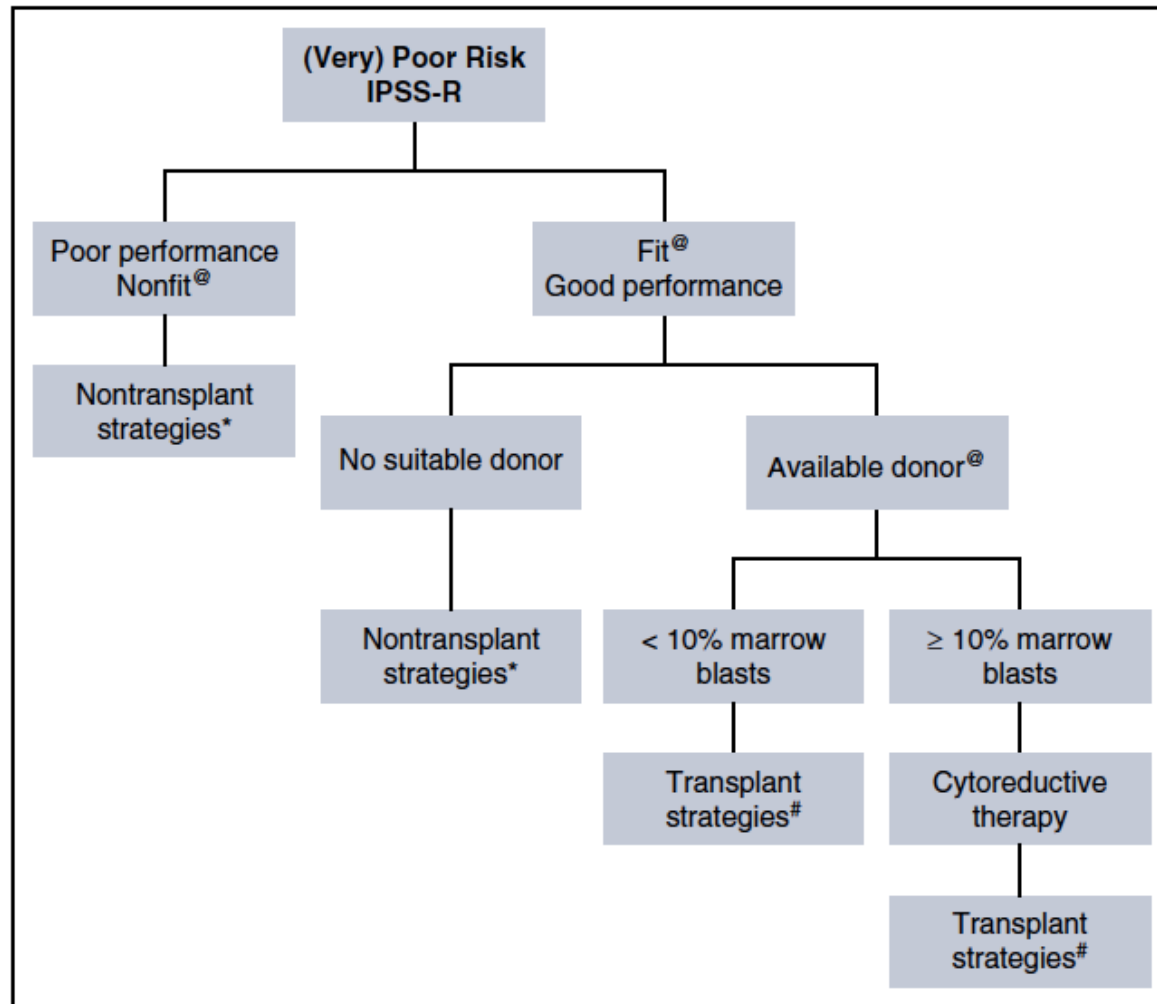 (Very) Poor Risk
IPSS-R
Poor performance
Nonfit@
Fit@
Good performance
Nontransplant
strategies*
No suitable donor
Available donor@
Nontransplant
strategies*
< 10% marrow
blasts
≥ 10% marrow
blasts
Transplant
strategies#
Cytoreductive
therapy
Transplant
strategies#